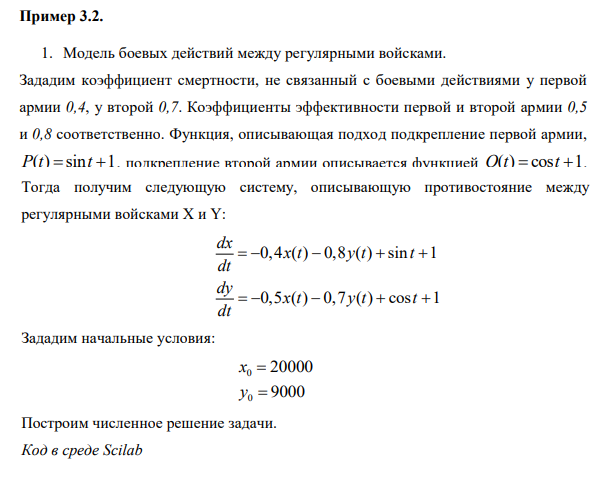 Пример 3.2.
1. Модель боевых действий между регулярными войсками.
Зададим коэффициент смертности, не связанный с боевыми действиями у первой
армии 0,4, у второй 0,7. Коэффициенты эффективности первой и второй армии 0,5
и 0,8 соответственно. Функция, описывающая подход подкрепление первой армии,
P(t) = sin t + 1, подкрепление второй армии описывается функцией Q(t) = cos t + 1.
Тогда получим следующую систему, описывающую противостояние между
регулярными войсками X и Y:
dx/dt = −0,4x(t) − 0,8y(t) + sin t + 1
dy/dt = −0,5x(t) − 0,7y(t) + cos t + 1
Зададим начальные условия:
x₀ = 20000
y₀ = 9000
Построим численное решение задачи.
Код в среде Scilab